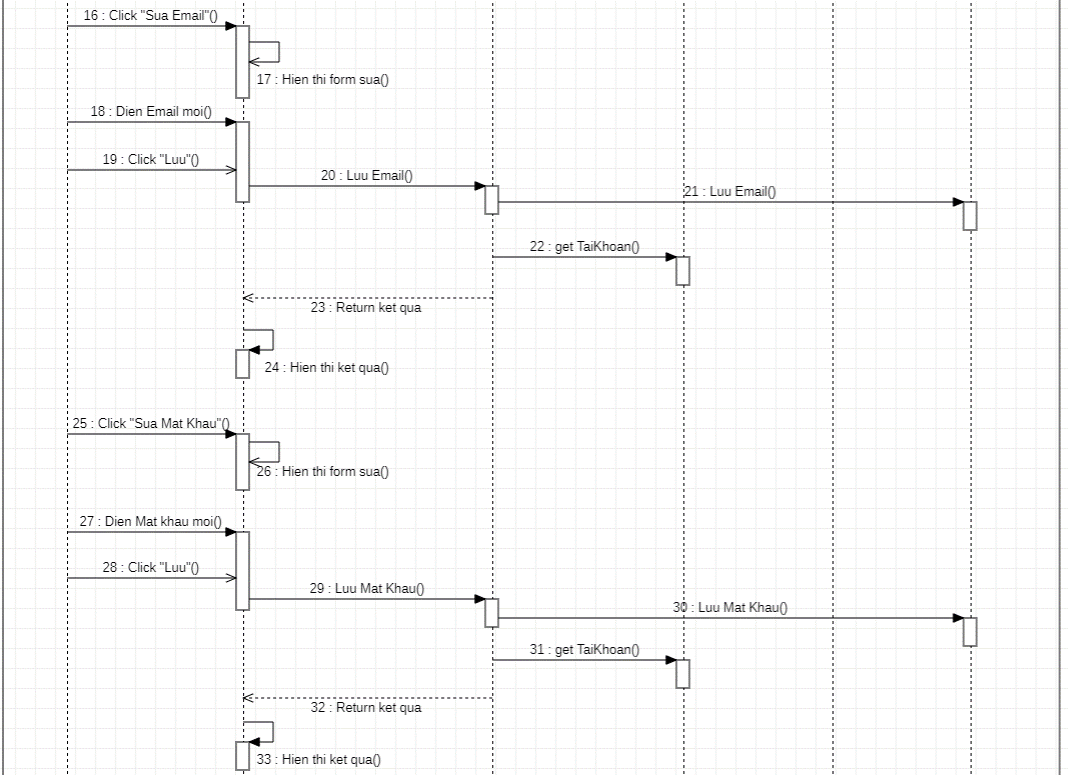 16 : Click "Sua Email"()
17 : Hien thi form sua()
18 : Dien Email moi()
19 : Click "Luu"()
20 : Luu Email()
21 : Luu Email()
22 : get TaiKhoan()
23 : Return ket qua
24 : Hien thi ket qua()
25 : Click "Sua Mat Khau"()
26 : Hien thi form sua()
27 : Dien Mat khau moi()
28 : Click "Luu"()
29 : Luu Mat Khau()
30 : Luu Mat Khau()
31 : get TaiKhoan()
32 : Return ket qua
33 : Hien thi ket qua()